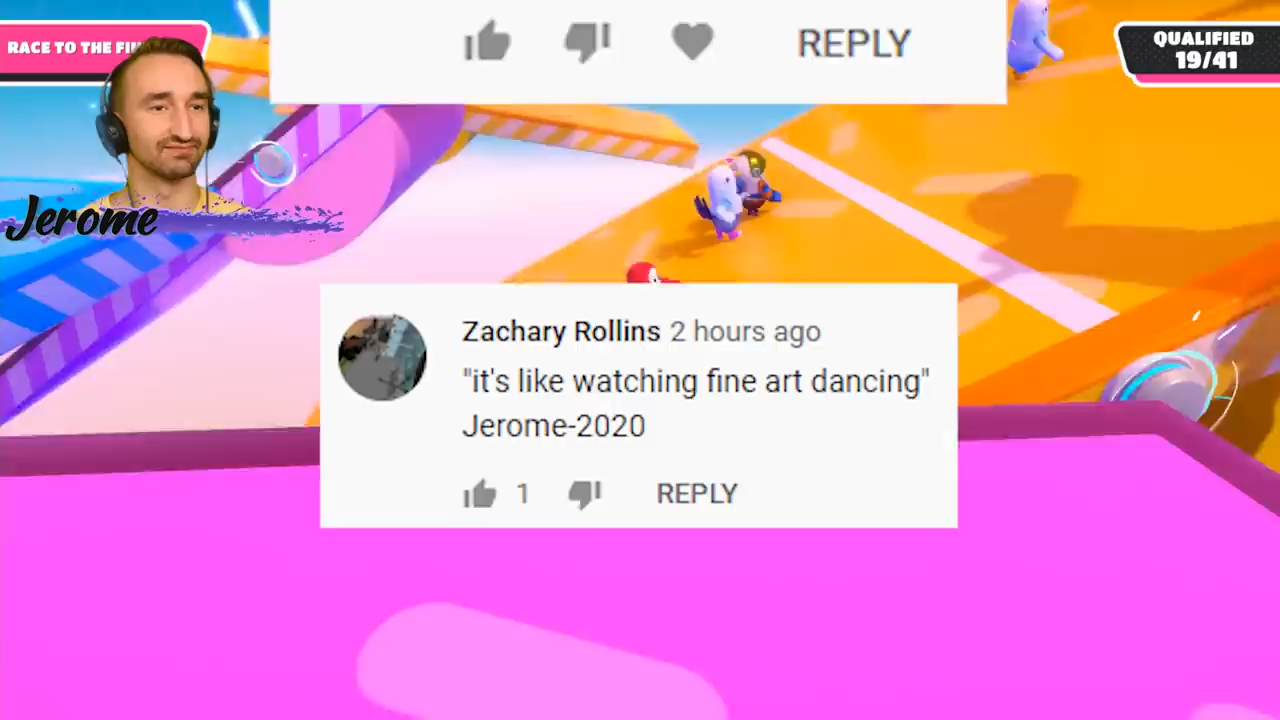 RACE TO THE FI
REPLY
QUALIFIED
19/41
Jerome
Zachary Rollins 2 hours ago
"it's like watching fine art dancing"
Jerome-2020
1
REPLY